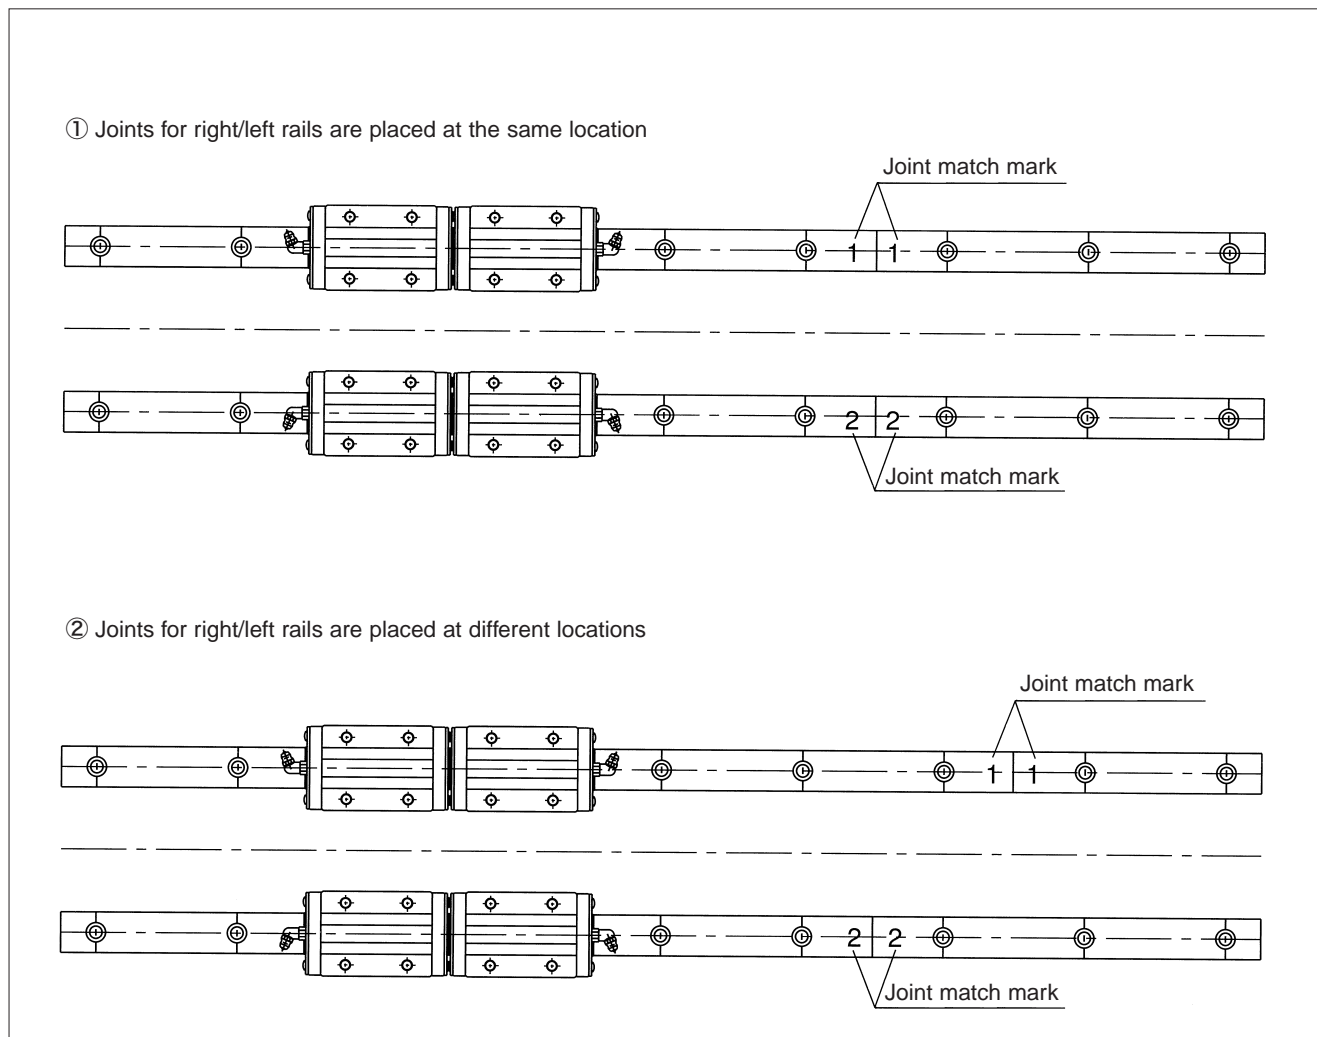 ① Joints for right/left rails are placed at the same location
Joint match mark
1 1
2 2
Joint match mark
② Joints for right/left rails are placed at different locations
Joint match mark
1 1
2 2
Joint match mark